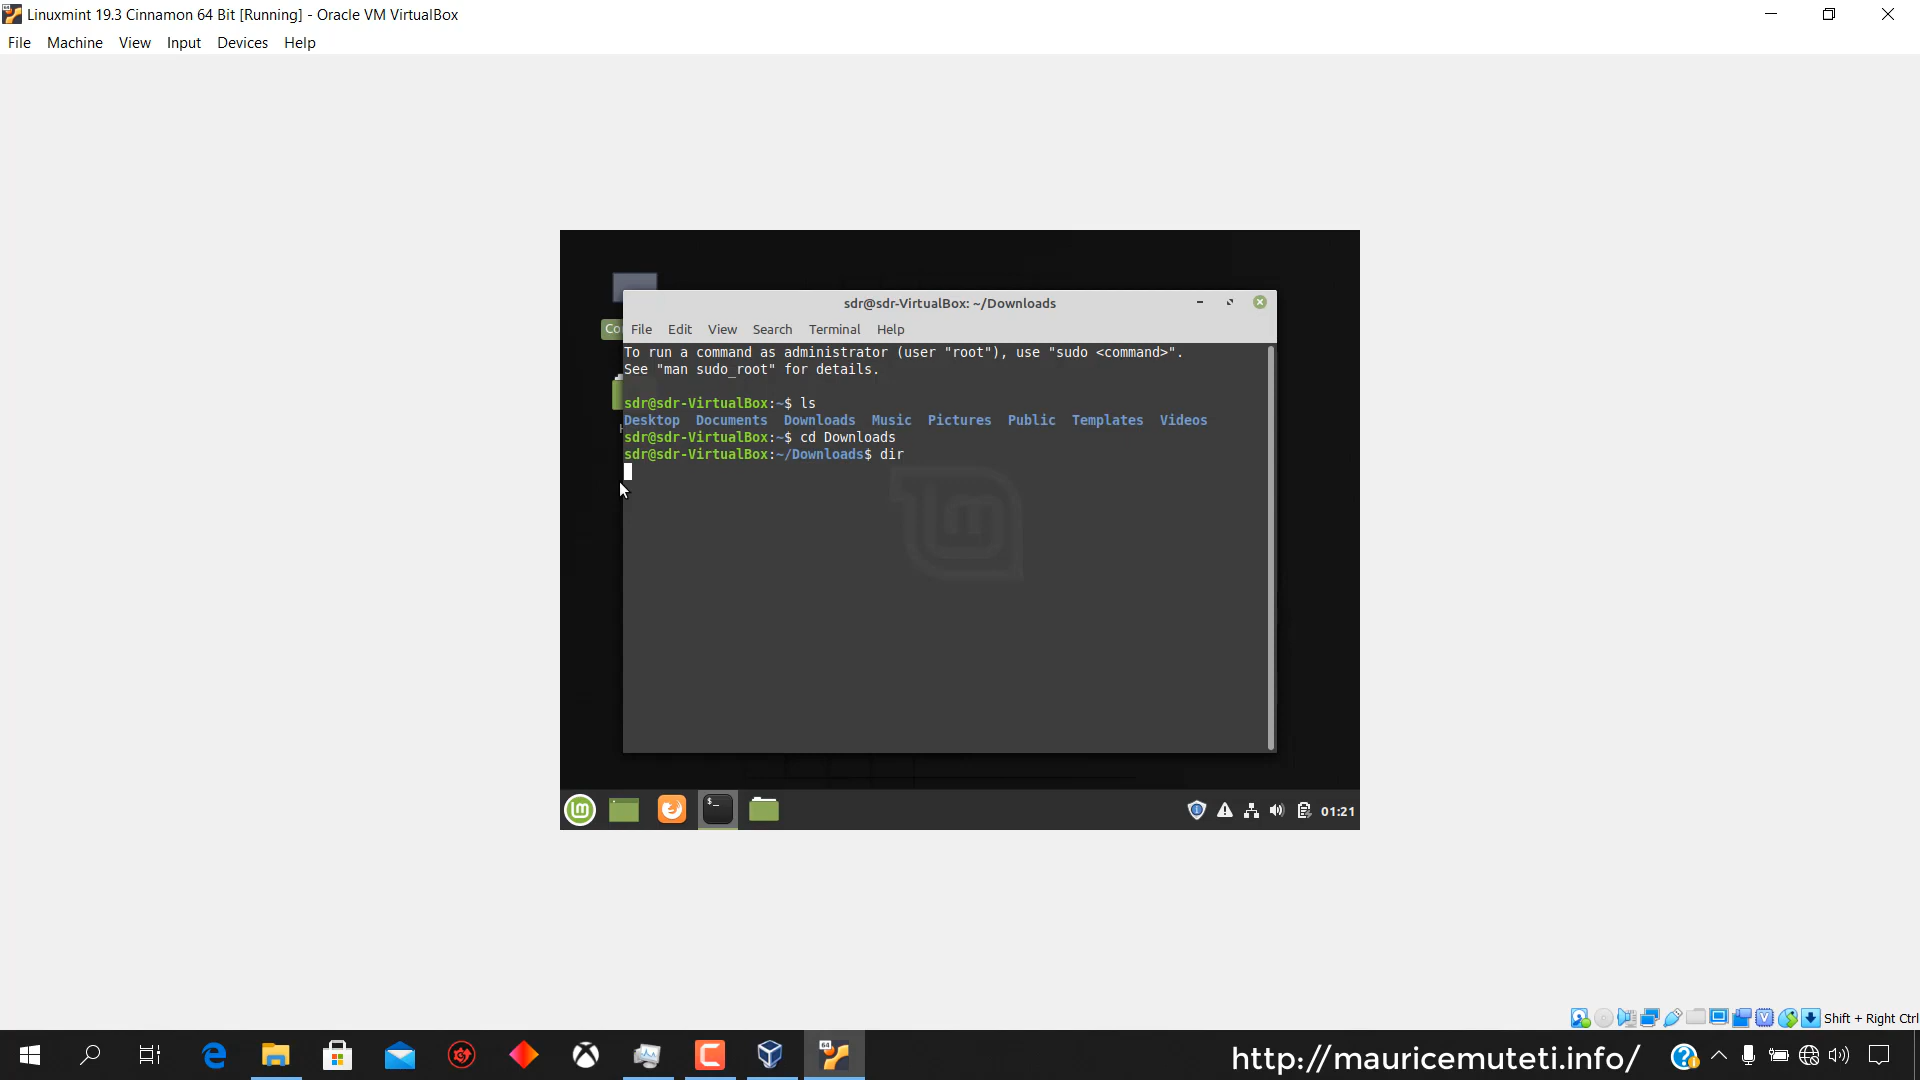 Linuxmint 19.3 Cinnamon 64 Bit [Running] - Oracle VM VirtualBox
File Machine View Input Devices Help
sdr@sdr-VirtualBox: ~/Downloads
Co
File Edit View Search Terminal Help
To run a command as administrator (user "root"), use "sudo <command>".
See "man sudo_root" for details.
sdr@sdr-VirtualBox:~$ ls
Desktop Documents Downloads Music Pictures Public Templates Videos
sdr@sdr-VirtualBox:~$ cd Downloads
sdr@sdr-VirtualBox:~/Downloads$ dir
01:21
Shift + Right Ctrl
http://mauricemuteti.info/